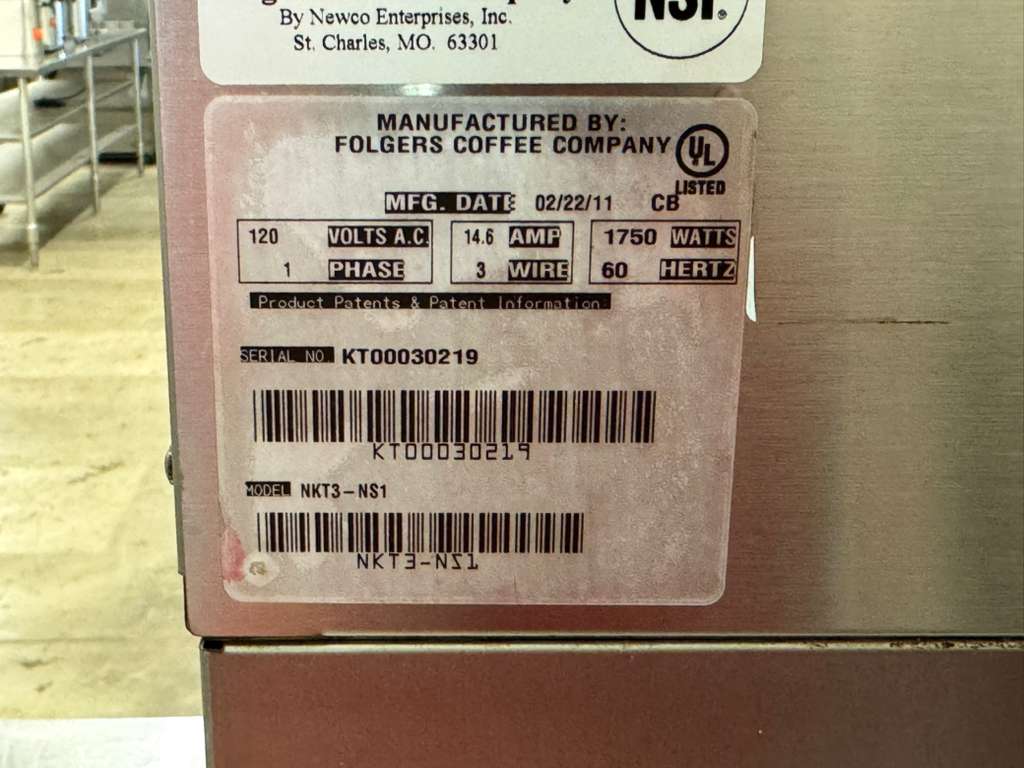 By Newco Enterprises, Inc.
St. Charles, MO. 63301
NSF®
MANUFACTURED BY:
FOLGERS COFFEE COMPANY
UL
LISTED
MFG. DATE 02/22/11 CB
120 VOLTS A.C. 14.6 AMP 1750 WATTS
1 PHASE 3 WIRE 60 HERTZ
Product Patents & Patent Information:
SERIAL NO. KT00030219
KT00030219
MODEL NKT3-NS1
NKT3-NS1